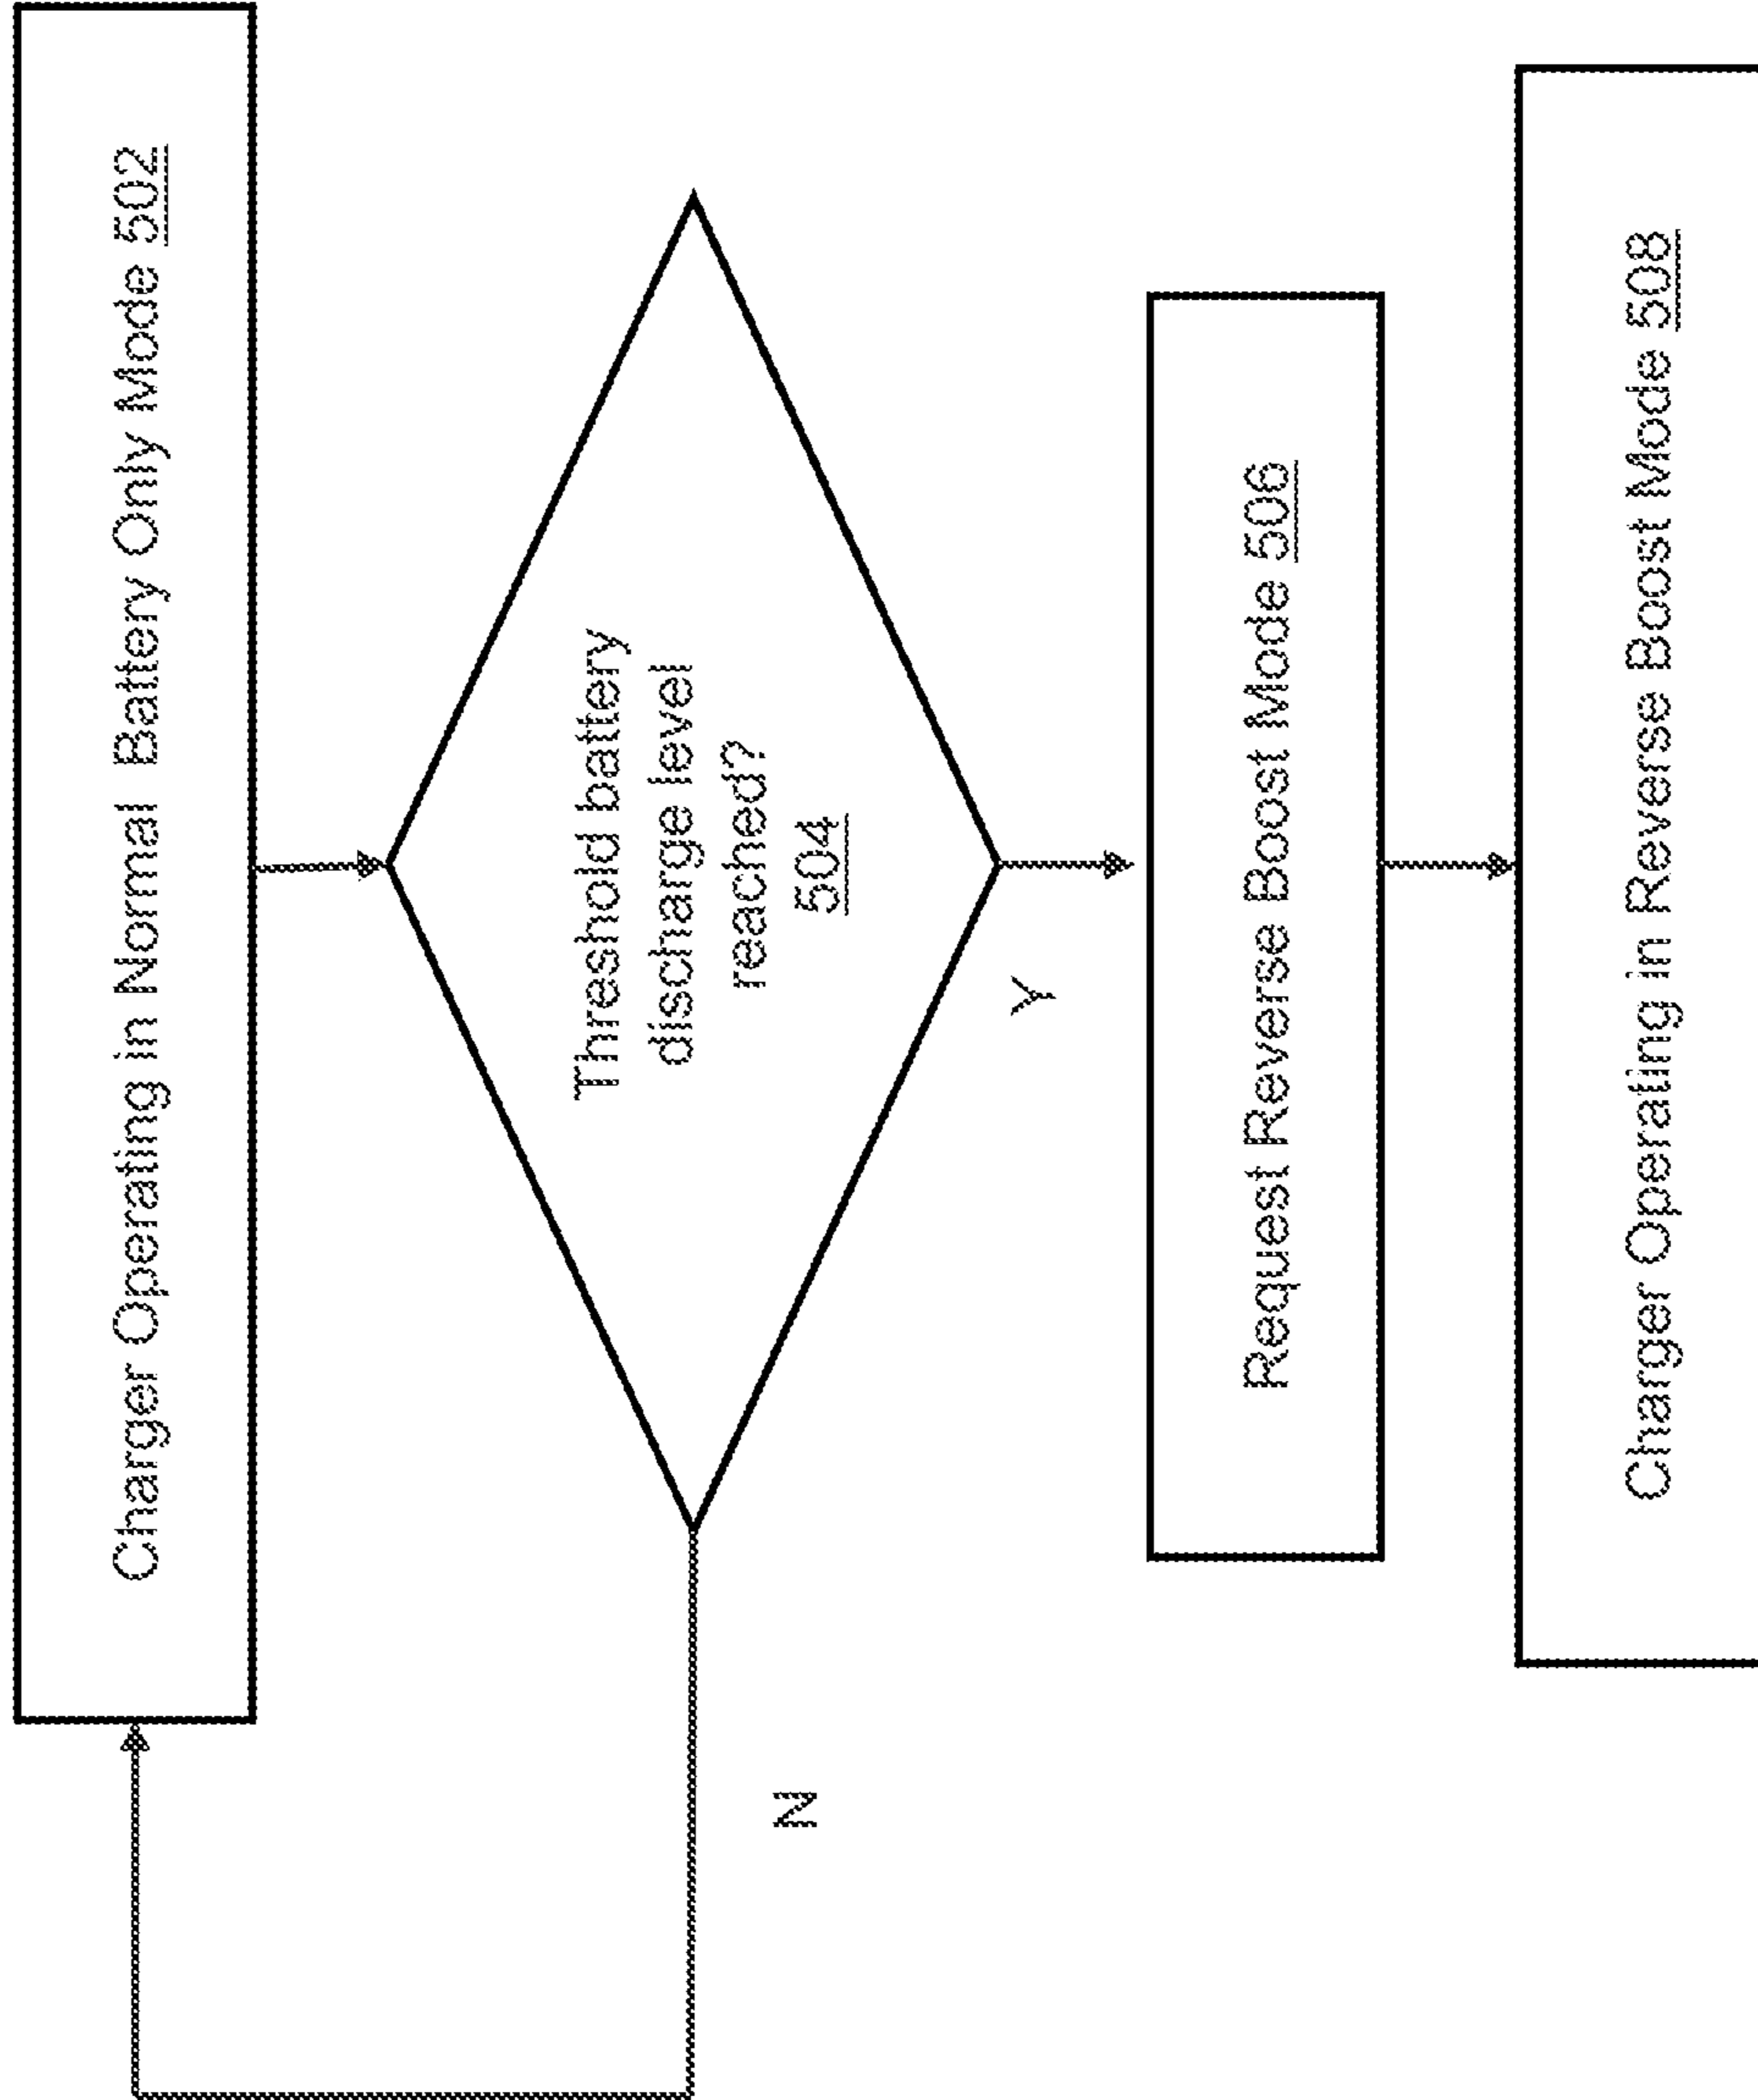 Charger Operating in Normal Battery Only Mode 502
Threshold battery
discharge level
reached?
504
N
Y
Request Reverse Boost Mode 506
Charger Operating in Reverse Boost Mode 508